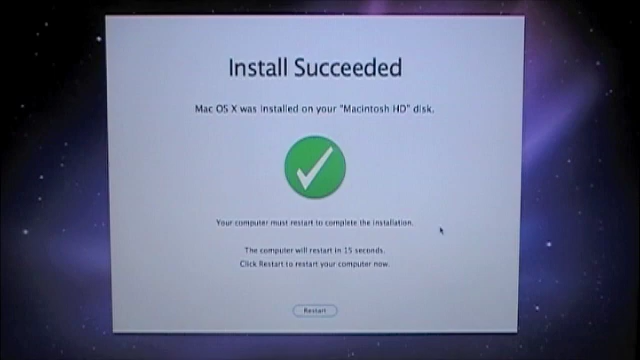 Install Succeeded
Mac OS X was installed on your "Macintosh HD" disk.
Your computer must restart to complete the installation.
The computer will restart in 15 seconds.
Click Restart to restart your computer now.
Restart